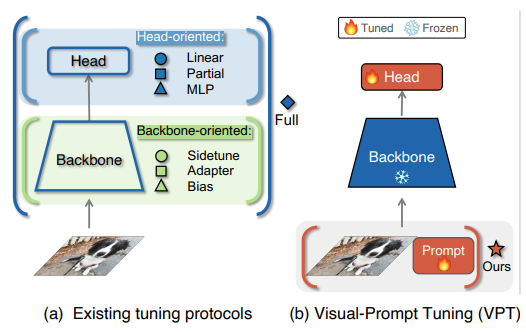 Head-oriented:
Head
Linear
Partial
MLP
Full
Backbone-oriented:
Backbone
Sidetune
Adapter
Bias
(a) Existing tuning protocols
Tuned
Frozen
Head
Backbone
Prompt
Ours
(b) Visual-Prompt Tuning (VPT)